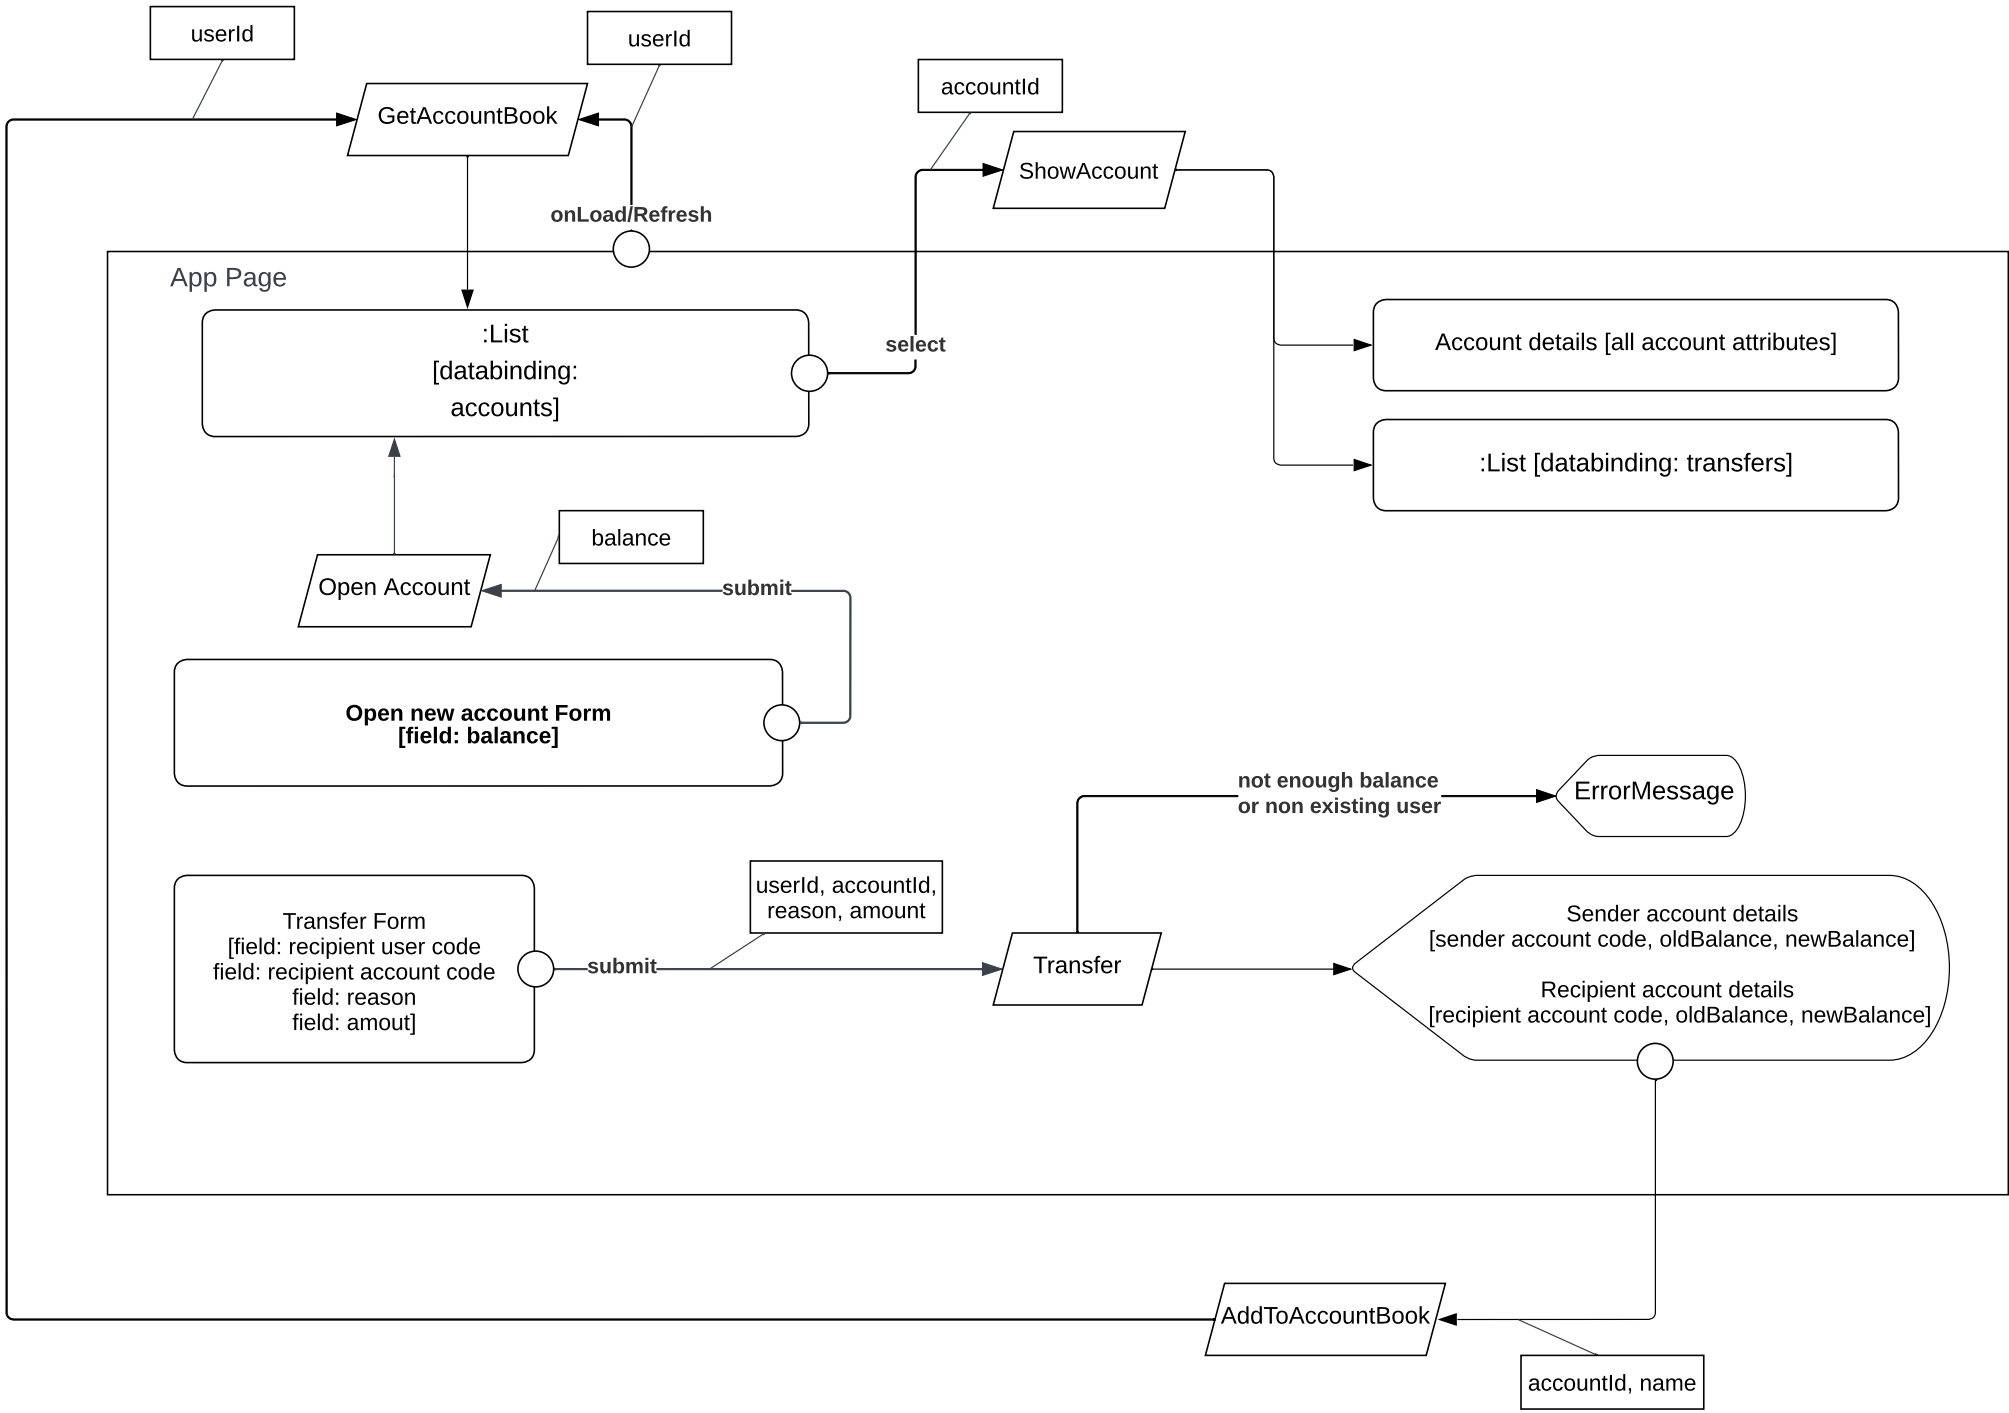 userId
userId
GetAccountBook
accountId
ShowAccount
onLoad/Refresh
App Page
:List
[databinding:
accounts]
select
Account details [all account attributes]
:List [databinding: transfers]
balance
Open Account
submit
Open new account Form
[field: balance]
not enough balance
or non existing user
ErrorMessage
userId, accountId,
reason, amount
Transfer Form
[field: recipient user code
field: recipient account code
field: reason
field: amout]
submit
Transfer
Sender account details
[sender account code, oldBalance, newBalance]
Recipient account details
[recipient account code, oldBalance, newBalance]
AddToAccountBook
accountId, name